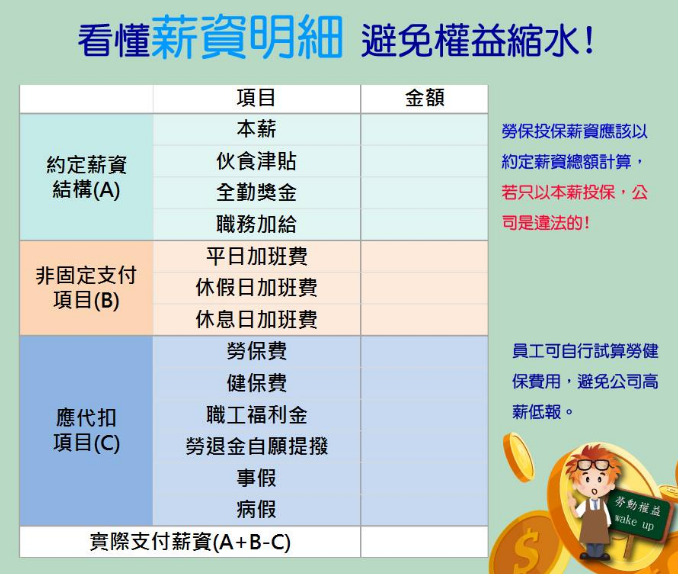 看懂薪資明細 避免權益縮水!
項目 金額
約定薪資
結構(A)
本薪
伙食津貼
全勤獎金
職務加給
非固定支付
項目(B)
平日加班費
休假日加班費
休息日加班費
應代扣
項目(C)
勞保費
健保費
職工福利金
勞退金自願提撥
事假
病假
實際支付薪資(A+B-C)
勞保投保薪資應該以
約定薪資總額計算，
若只以本薪投保，公
司是違法的!
員工可自行試算勞健
保費用，避免公司高
薪低報。
勞動權益
wake up